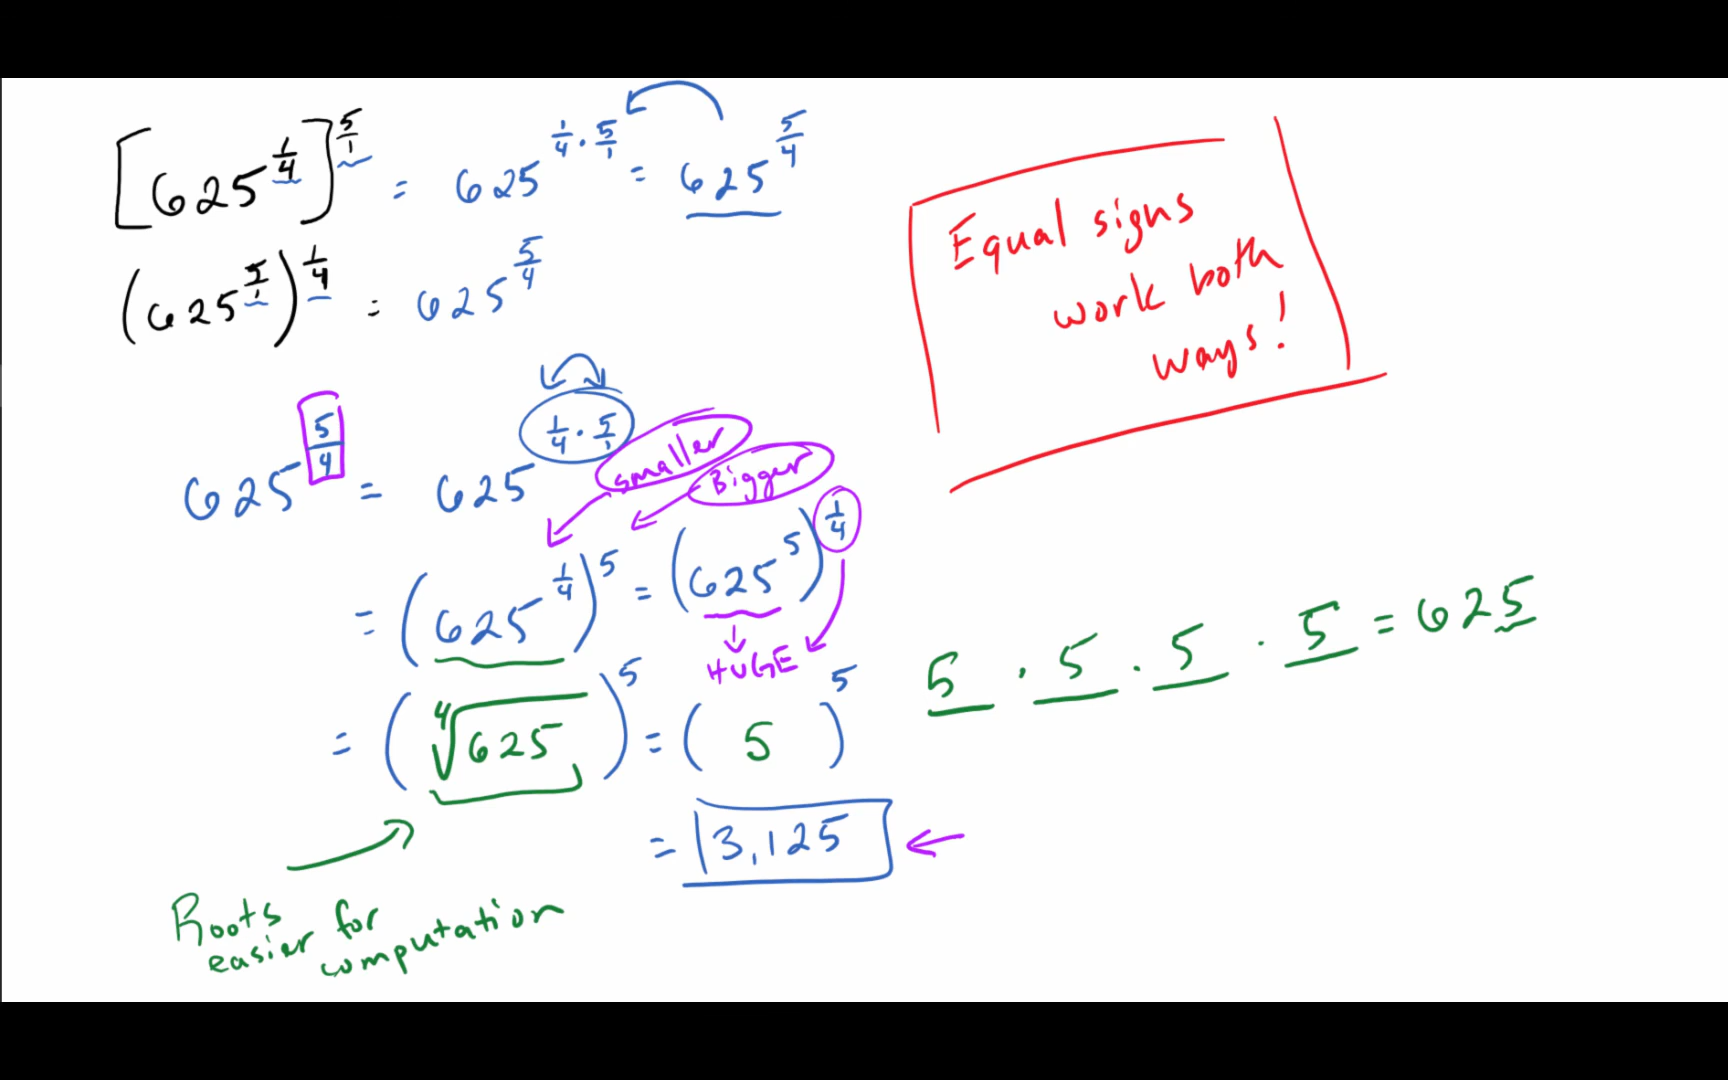 [625^{1/4}]^{5/1} = 625^{1/4 · 5/1} = 625^{5/4}
(625^{5/1})^{1/4} = 625^{5/4}
Equal signs
work both
ways!
625^{5/4} = 625^{1/4 · 5/1}
smaller
Bigger
= (625^{1/4})^5 = (625^5)^{1/4}
HUGE
= (∜625)^5 = (5)^5
5 · 5 · 5 · 5 = 625
= 3,125
Roots
easier for
computation